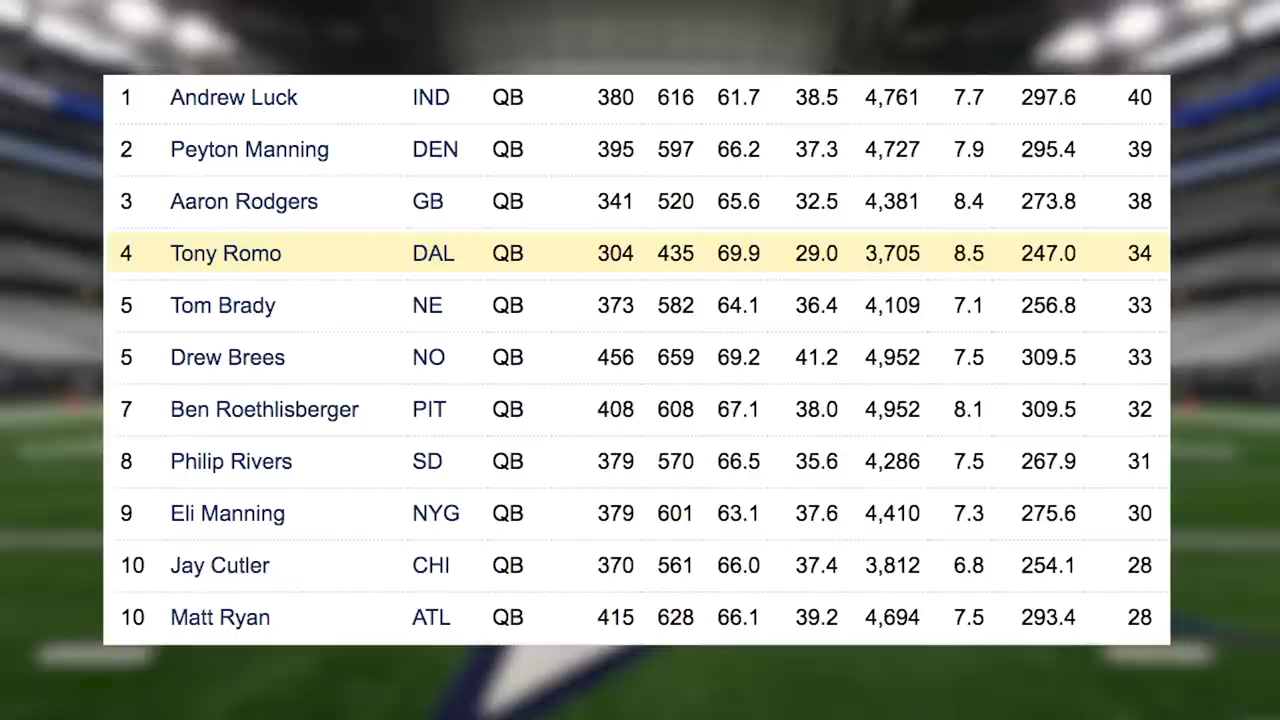 1 Andrew Luck IND QB 380 616 61.7 38.5 4,761 7.7 297.6 40
2 Peyton Manning DEN QB 395 597 66.2 37.3 4,727 7.9 295.4 39
3 Aaron Rodgers GB QB 341 520 65.6 32.5 4,381 8.4 273.8 38
4 Tony Romo DAL QB 304 435 69.9 29.0 3,705 8.5 247.0 34
5 Tom Brady NE QB 373 582 64.1 36.4 4,109 7.1 256.8 33
5 Drew Brees NO QB 456 659 69.2 41.2 4,952 7.5 309.5 33
7 Ben Roethlisberger PIT QB 408 608 67.1 38.0 4,952 8.1 309.5 32
8 Philip Rivers SD QB 379 570 66.5 35.6 4,286 7.5 267.9 31
9 Eli Manning NYG QB 379 601 63.1 37.6 4,410 7.3 275.6 30
10 Jay Cutler CHI QB 370 561 66.0 37.4 3,812 6.8 254.1 28
10 Matt Ryan ATL QB 415 628 66.1 39.2 4,694 7.5 293.4 28